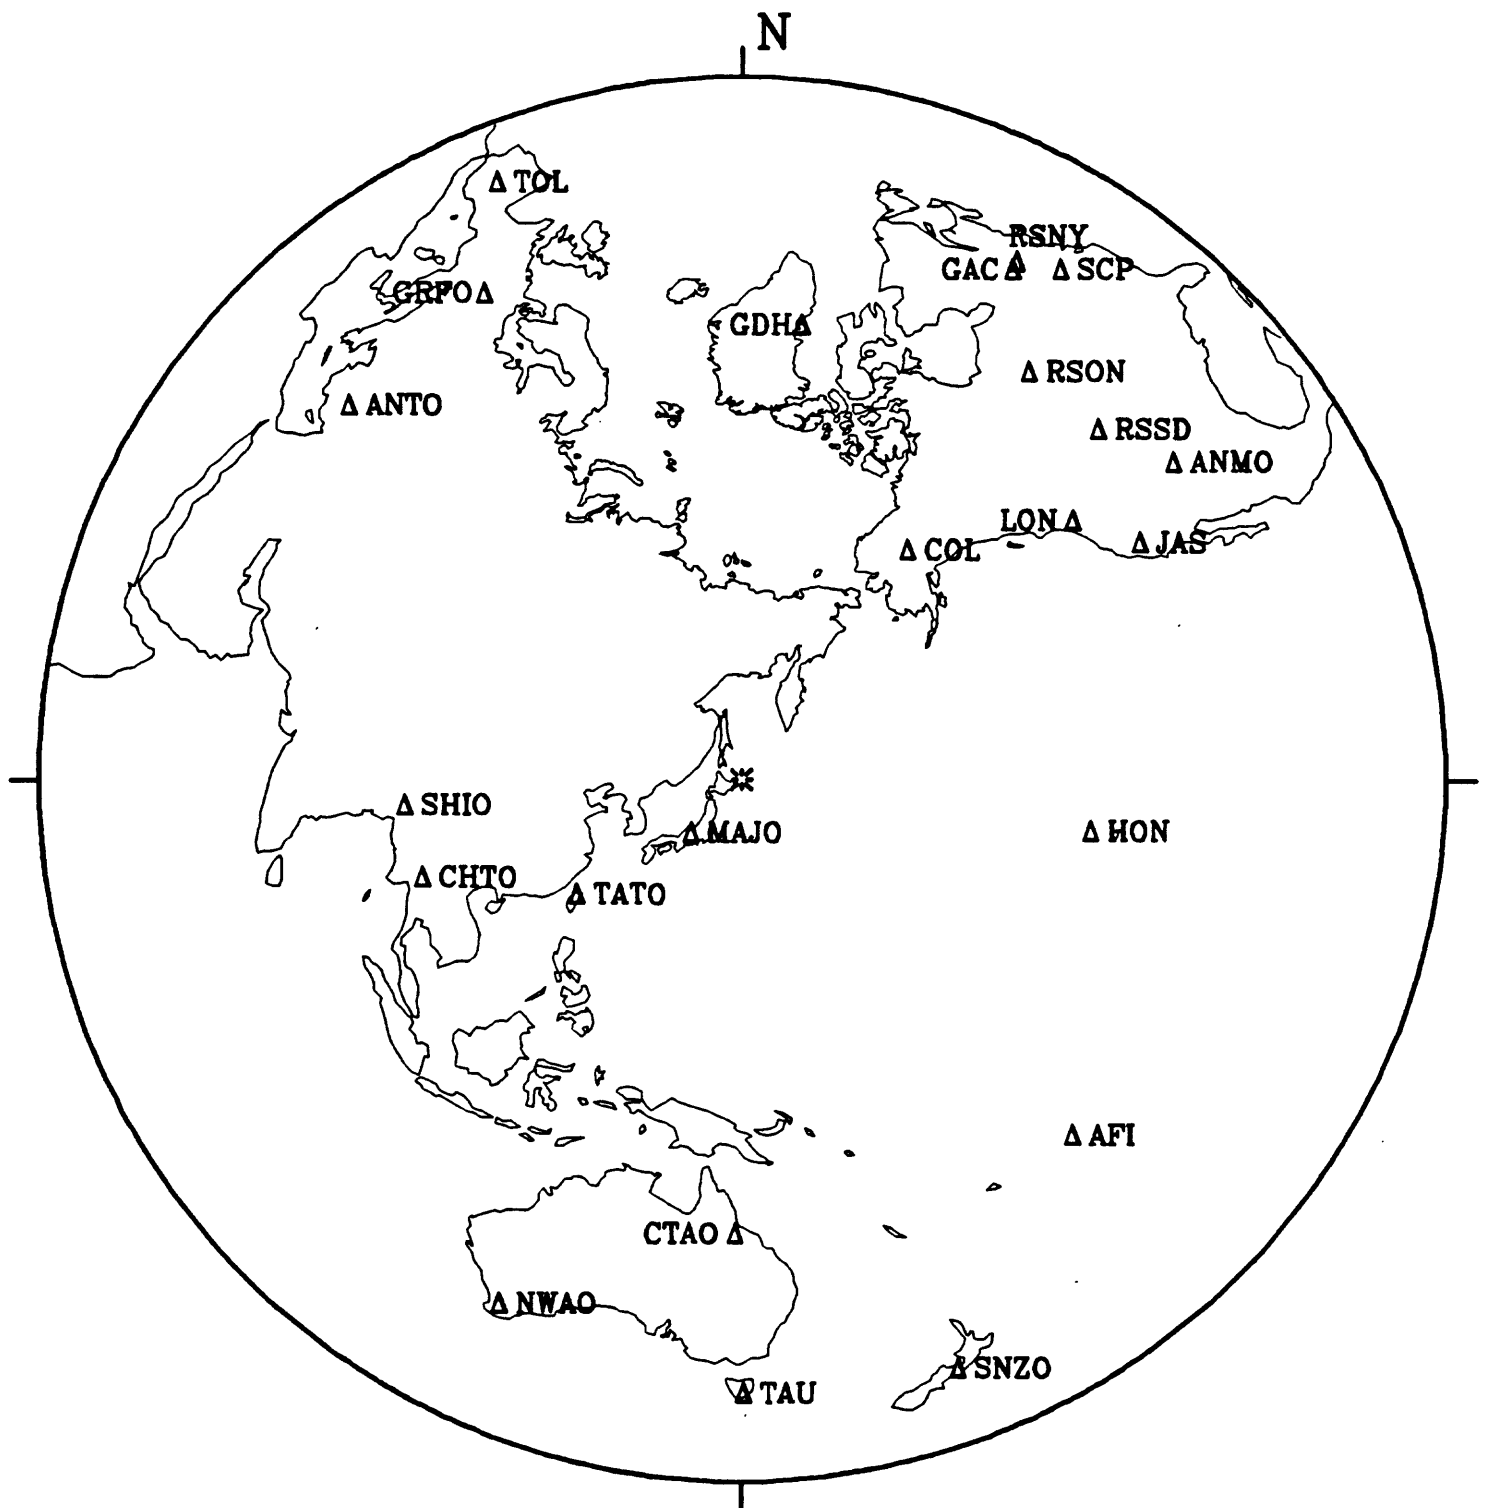 N
TOL
RSNY
GAC
SCP
GRFO
GDH
RSON
ANTO
RSSD
ANMO
LON
COL
JAS
SHIO
MAJO
HON
CHTO
TATO
AFI
CTAO
NWAO
SNZO
TAU